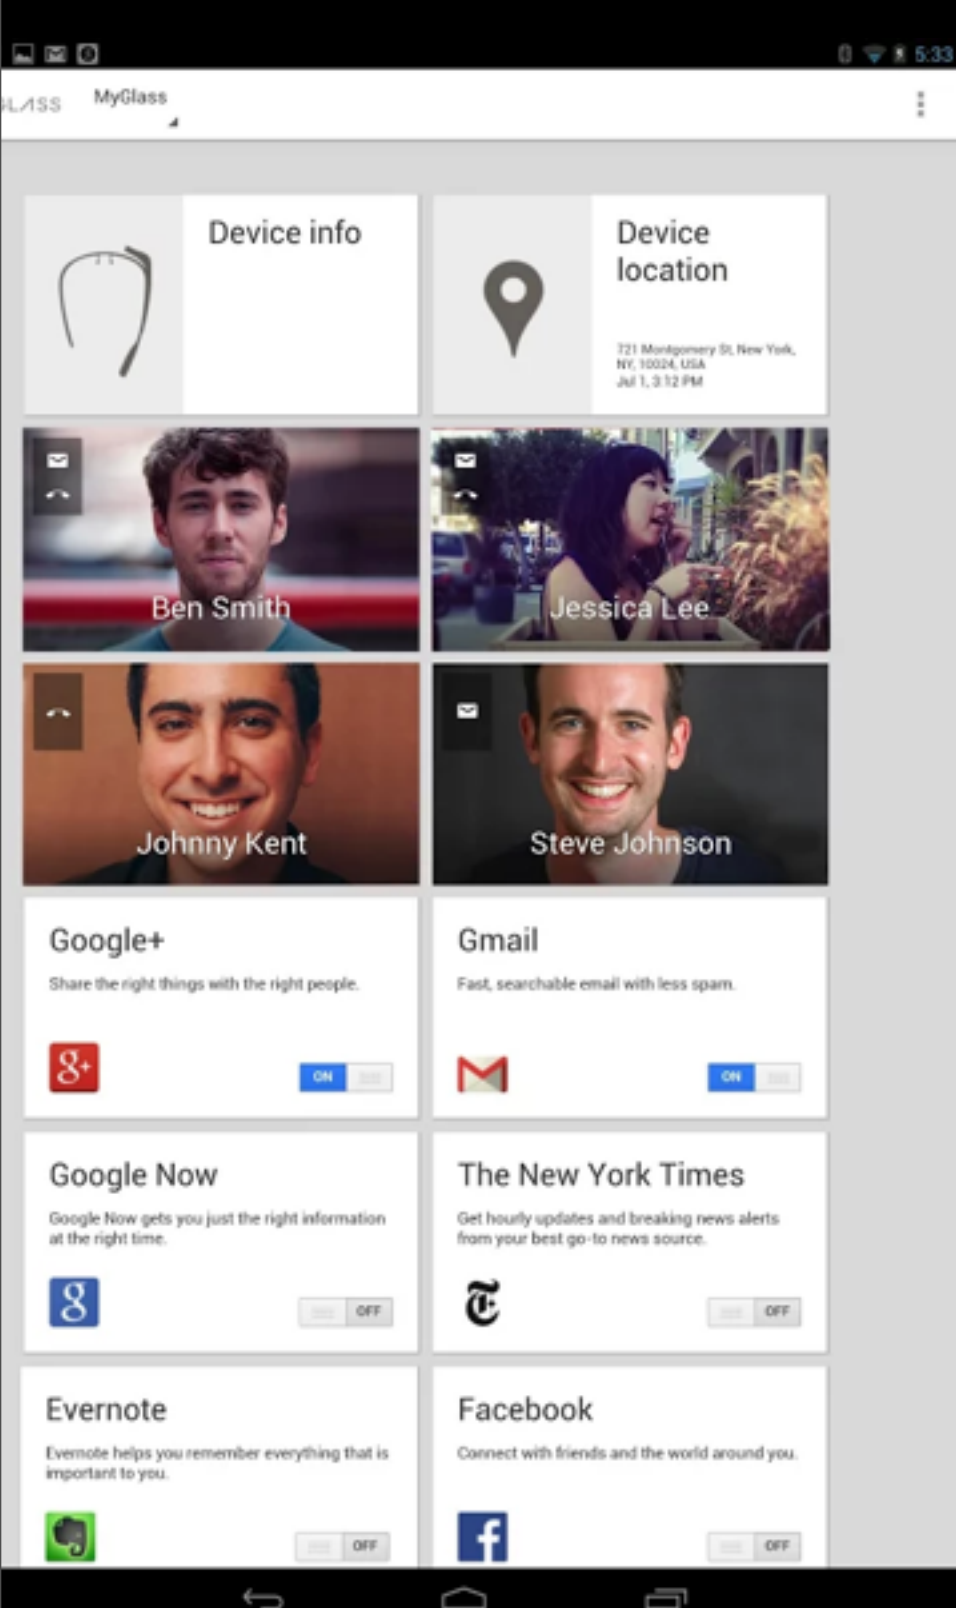 5:33
GLASS MyGlass
Device info
Device
location
721 Montgomery St, New York,
NY, 10024, USA
Jul 1, 3:12 PM
Ben Smith
Jessica Lee
Johnny Kent
Steve Johnson
Google+
Share the right things with the right people.
g+
ON
Gmail
Fast, searchable email with less spam.
ON
Google Now
Google Now gets you just the right information
at the right time.
g
OFF
The New York Times
Get hourly updates and breaking news alerts
from your best go-to news source.
T
OFF
Evernote
Evernote helps you remember everything that is
important to you.
OFF
Facebook
Connect with friends and the world around you.
f
OFF